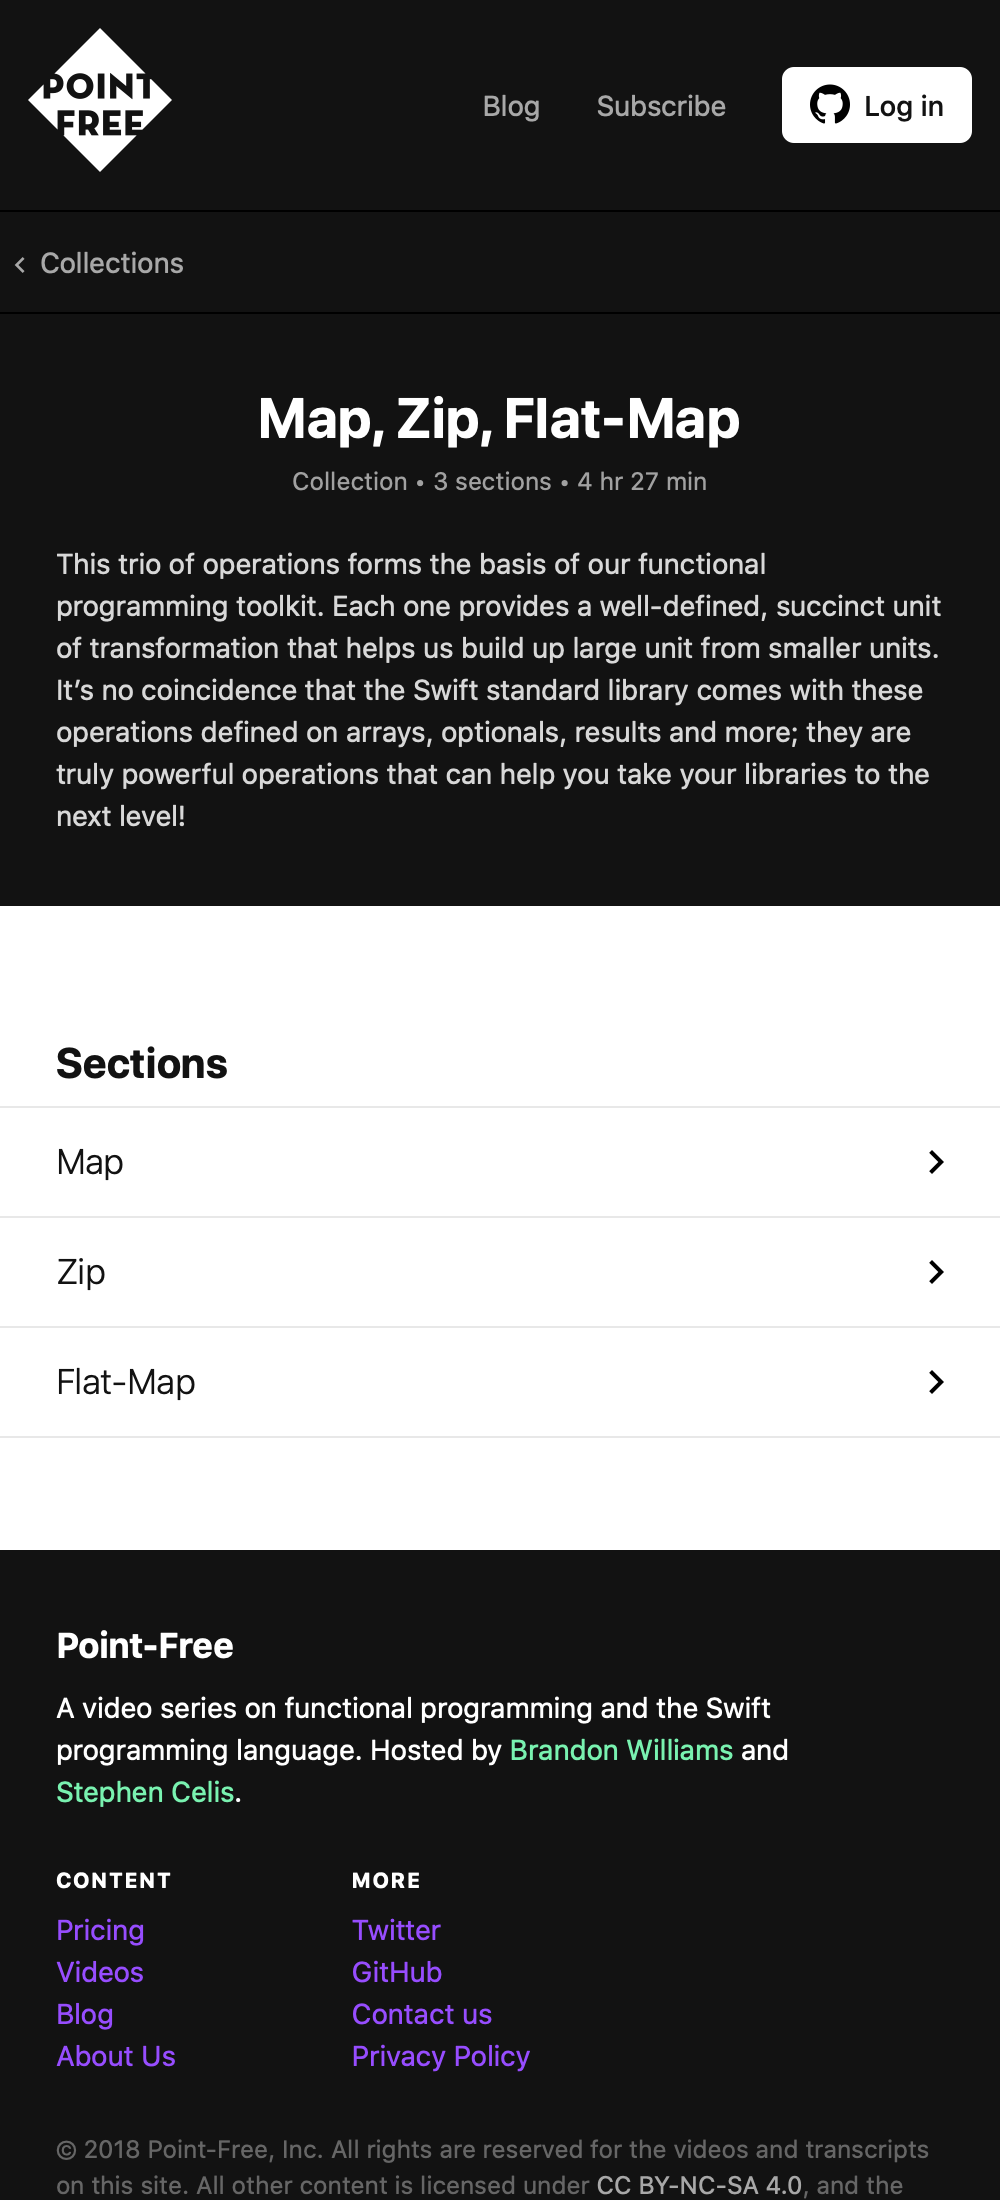 POINT
FREE
Blog
Subscribe
Log in
Collections
Map, Zip, Flat-Map
Collection • 3 sections • 4 hr 27 min
This trio of operations forms the basis of our functional
programming toolkit. Each one provides a well-defined, succinct unit
of transformation that helps us build up large unit from smaller units.
It’s no coincidence that the Swift standard library comes with these
operations defined on arrays, optionals, results and more; they are
truly powerful operations that can help you take your libraries to the
next level!
Sections
Map
Zip
Flat-Map
Point-Free
A video series on functional programming and the Swift
programming language. Hosted by Brandon Williams and
Stephen Celis.
CONTENT
Pricing
Videos
Blog
About Us
MORE
Twitter
GitHub
Contact us
Privacy Policy
© 2018 Point-Free, Inc. All rights are reserved for the videos and transcripts
on this site. All other content is licensed under CC BY-NC-SA 4.0, and the